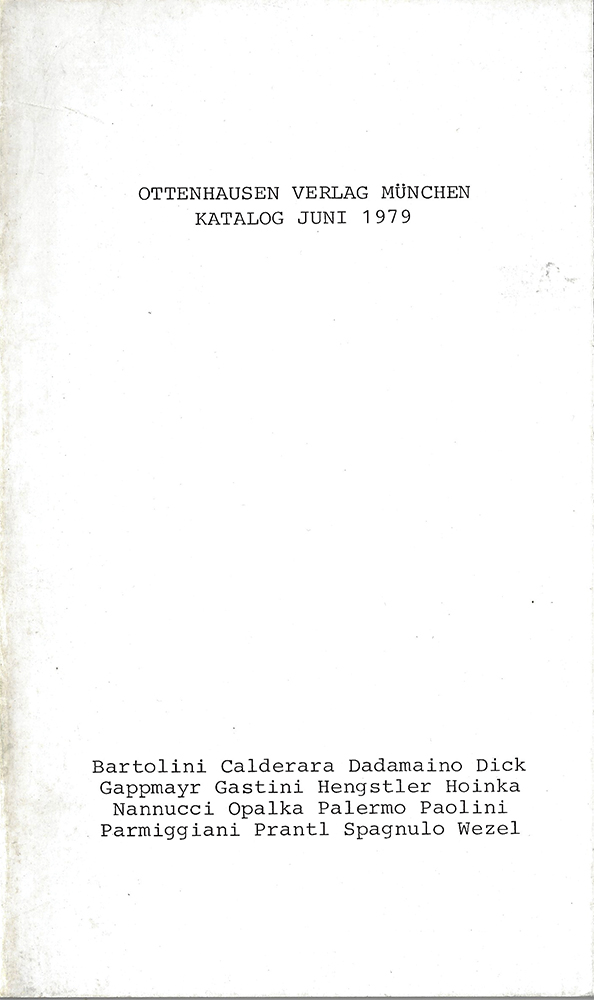 OTTENHAUSEN VERLAG MÜNCHEN
KATALOG JUNI 1979
Bartolini Calderara Dadamaino Dick
Gappmayr Gastini Hengstler Hoinka
Nannucci Opalka Palermo Paolini
Parmiggiani Prantl Spagnulo Wezel